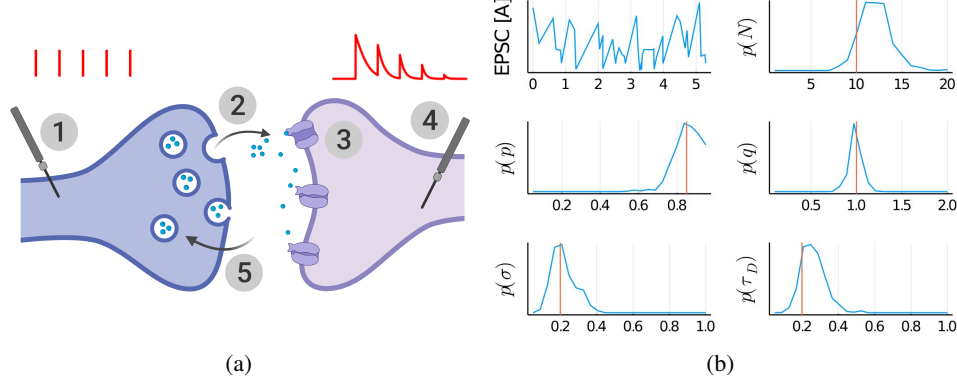 1
2
3
4
5
(a)
EPSC [A]
0 1 2 3 4 5
p(N)
5 10 15 20
p(p)
0.2 0.4 0.6 0.8
p(q)
0.5 1.0 1.5 2.0
p(σ)
0.2 0.4 0.6 0.8 1.0
p(τ_D)
0.2 0.4 0.6 0.8 1.0
(b)